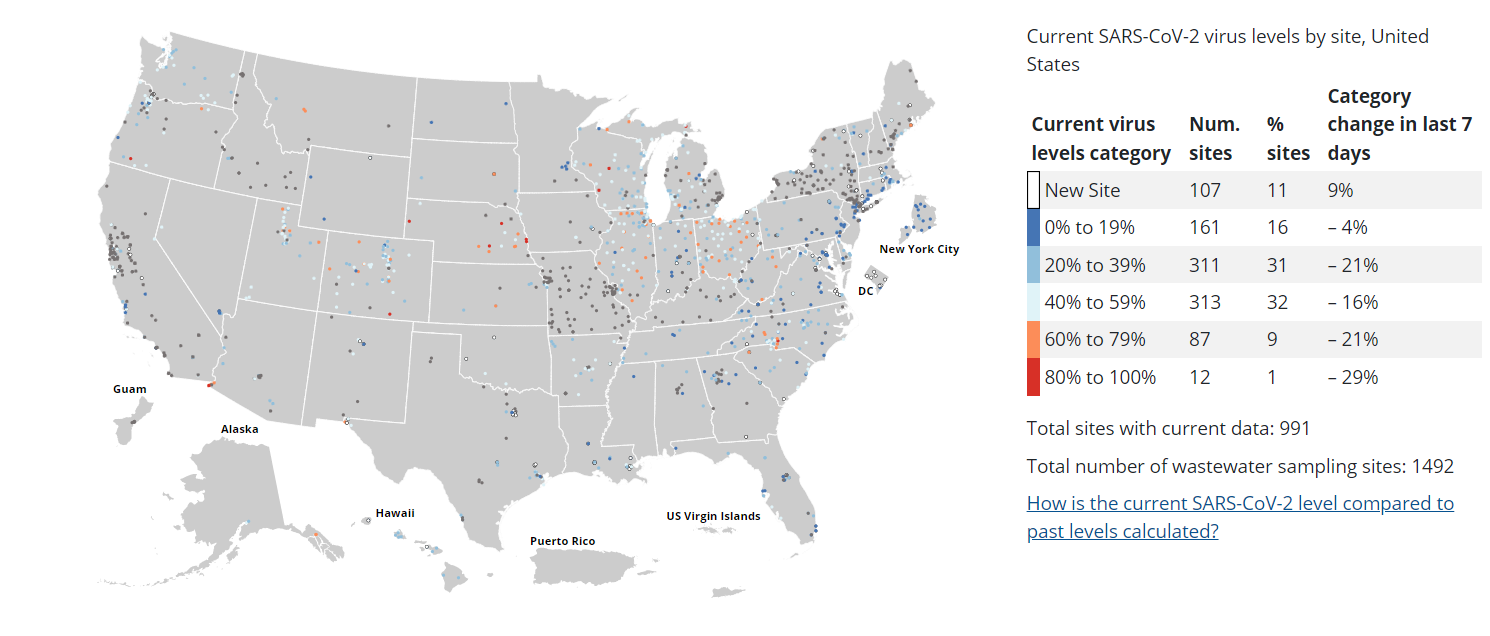 Current SARS-CoV-2 virus levels by site, United
States
Current virus levels category Num. sites % sites Category change in last 7 days
New Site 107 11 9%
0% to 19% 161 16 – 4%
20% to 39% 311 31 – 21%
40% to 59% 313 32 – 16%
60% to 79% 87 9 – 21%
80% to 100% 12 1 – 29%
Total sites with current data: 991
Total number of wastewater sampling sites: 1492
How is the current SARS-CoV-2 level compared to
past levels calculated?
New York City
DC
Guam
Alaska
Hawaii
US Virgin Islands
Puerto Rico